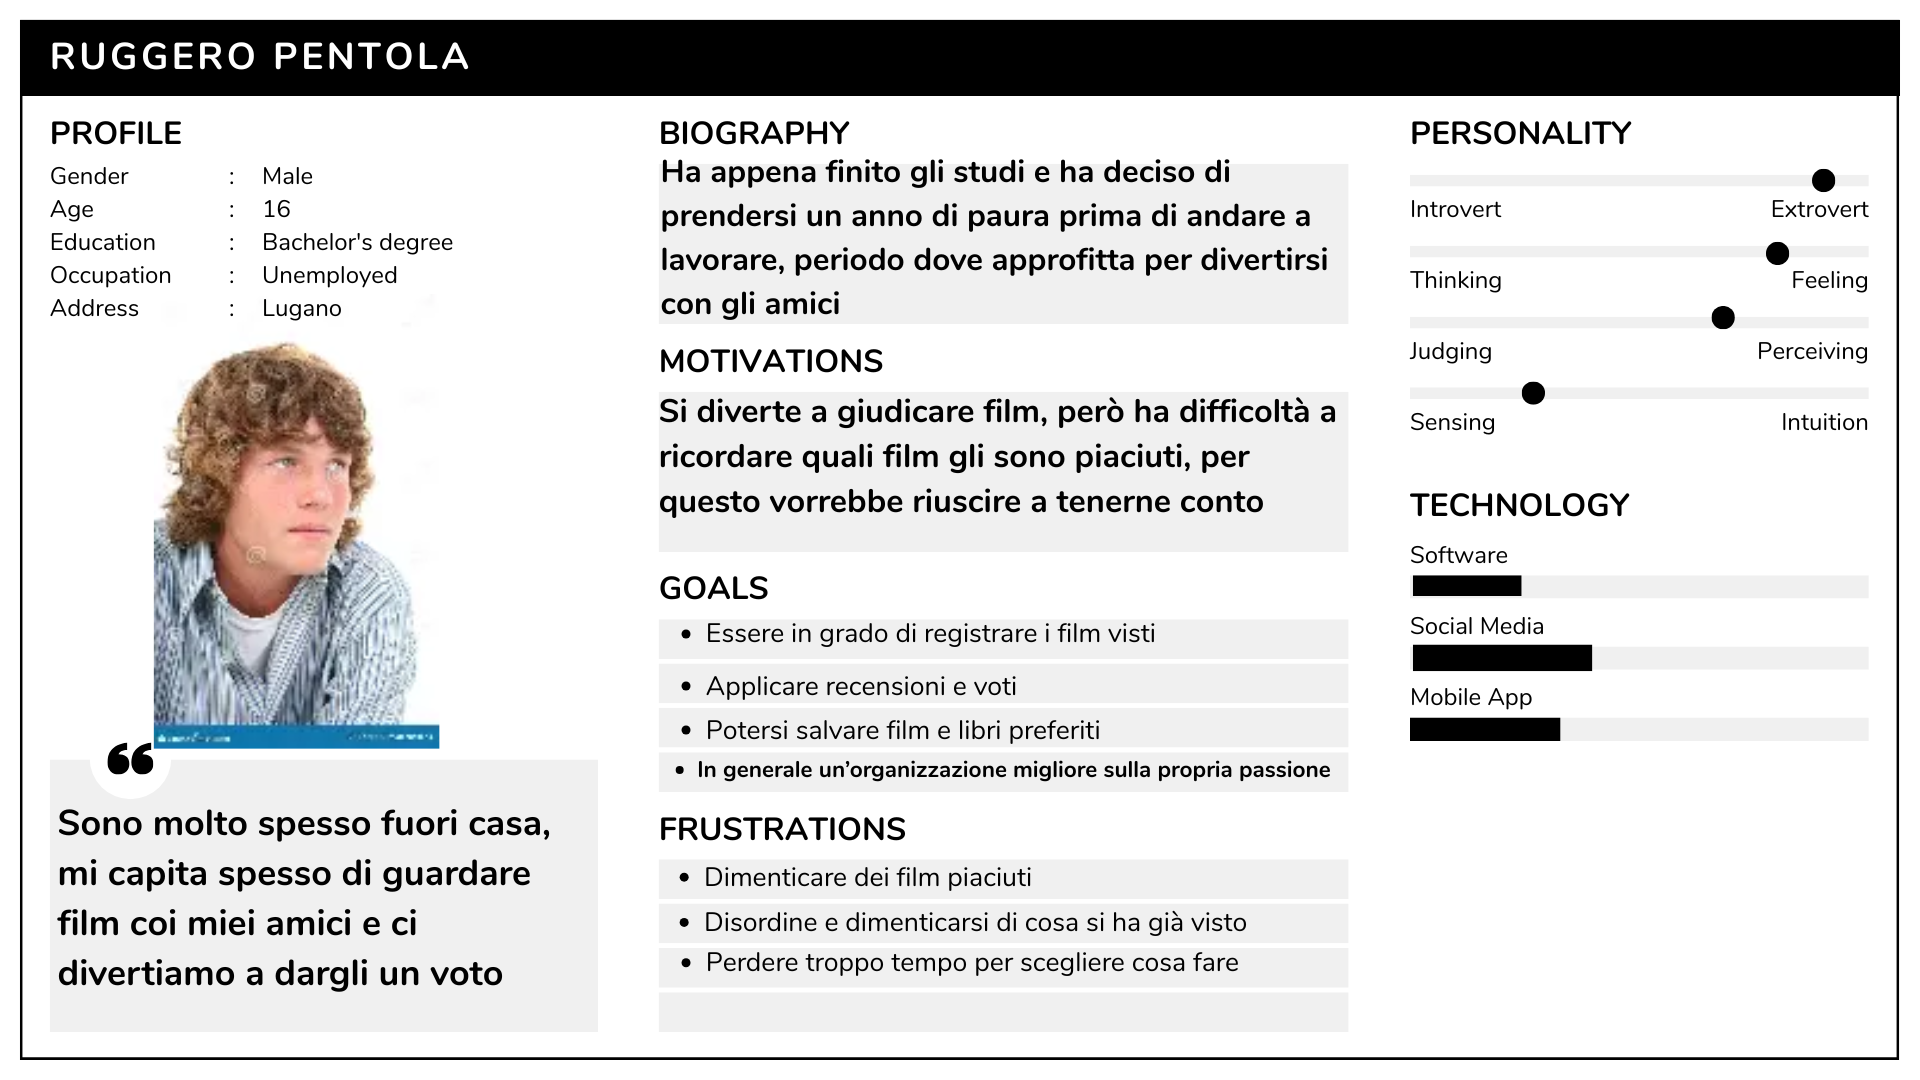 RUGGERO PENTOLA
PROFILE
Gender : Male
Age : 16
Education : Bachelor's degree
Occupation : Unemployed
Address : Lugano
“
Sono molto spesso fuori casa,
mi capita spesso di guardare
film coi miei amici e ci
divertiamo a dargli un voto
BIOGRAPHY
Ha appena finito gli studi e ha deciso di
prendersi un anno di paura prima di andare a
lavorare, periodo dove approfitta per divertirsi
con gli amici
MOTIVATIONS
Si diverte a giudicare film, però ha difficoltà a
ricordare quali film gli sono piaciuti, per
questo vorrebbe riuscire a tenerne conto
GOALS
• Essere in grado di registrare i film visti
• Applicare recensioni e voti
• Potersi salvare film e libri preferiti
• In generale un’organizzazione migliore sulla propria passione
FRUSTRATIONS
• Dimenticare dei film piaciuti
• Disordine e dimenticarsi di cosa si ha già visto
• Perdere troppo tempo per scegliere cosa fare
PERSONALITY
Introvert Extrovert
Thinking Feeling
Judging Perceiving
Sensing Intuition
TECHNOLOGY
Software
Social Media
Mobile App